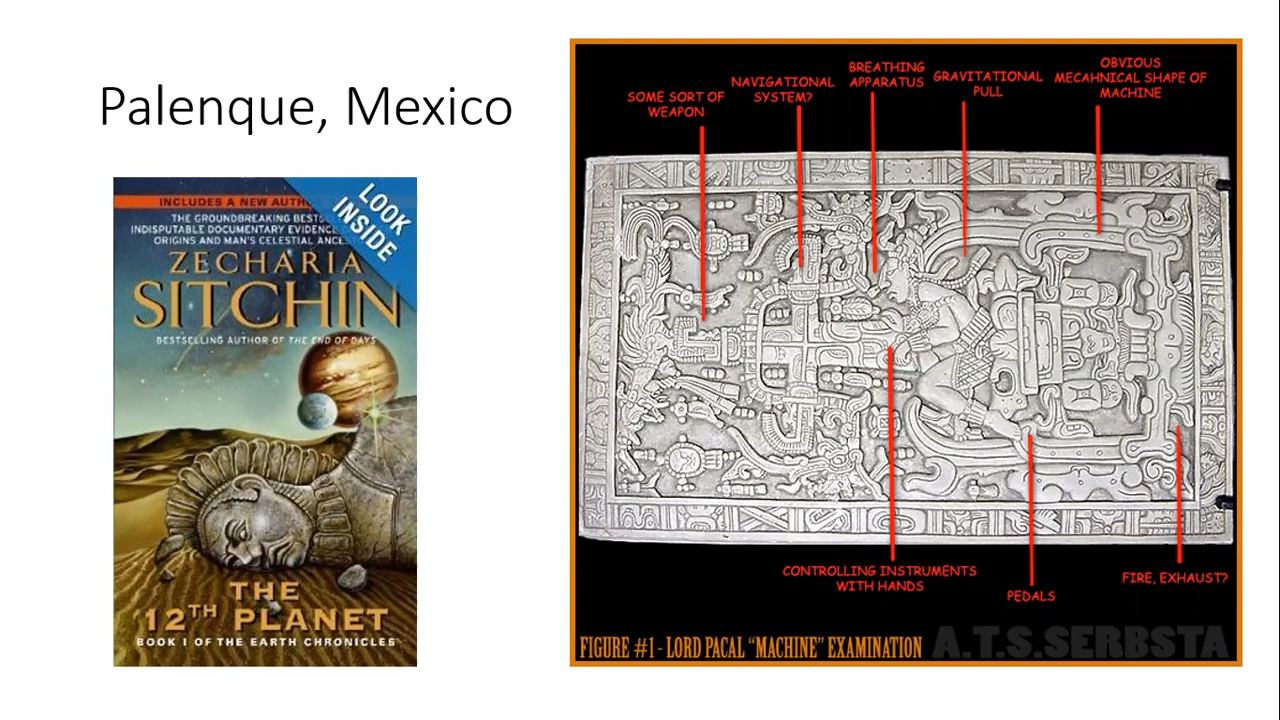 Palenque, Mexico
INCLUDES A NEW
LOOK
INSIDE
THE GROUNDBREAKING
INDISPUTABLE DOCUMENTARY EVIDENCE
ORIGINS AND MAN'S CELESTIAL
ZECHARIA
SITCHIN
BESTSELLING AUTHOR OF THE END OF DAYS
THE
12TH PLANET
BOOK I OF THE EARTH CHRONICLES
SOME SORT OF
WEAPON
NAVIGATIONAL
SYSTEM?
BREATHING
APPARATUS
GRAVITATIONAL
PULL
OBVIOUS
MECAHNICAL SHAPE OF
MACHINE
CONTROLLING INSTRUMENTS
WITH HANDS
PEDALS
FIRE, EXHAUST?
FIGURE #1 - LORD PACAL "MACHINE" EXAMINATION
A.T.S.SERBSTA